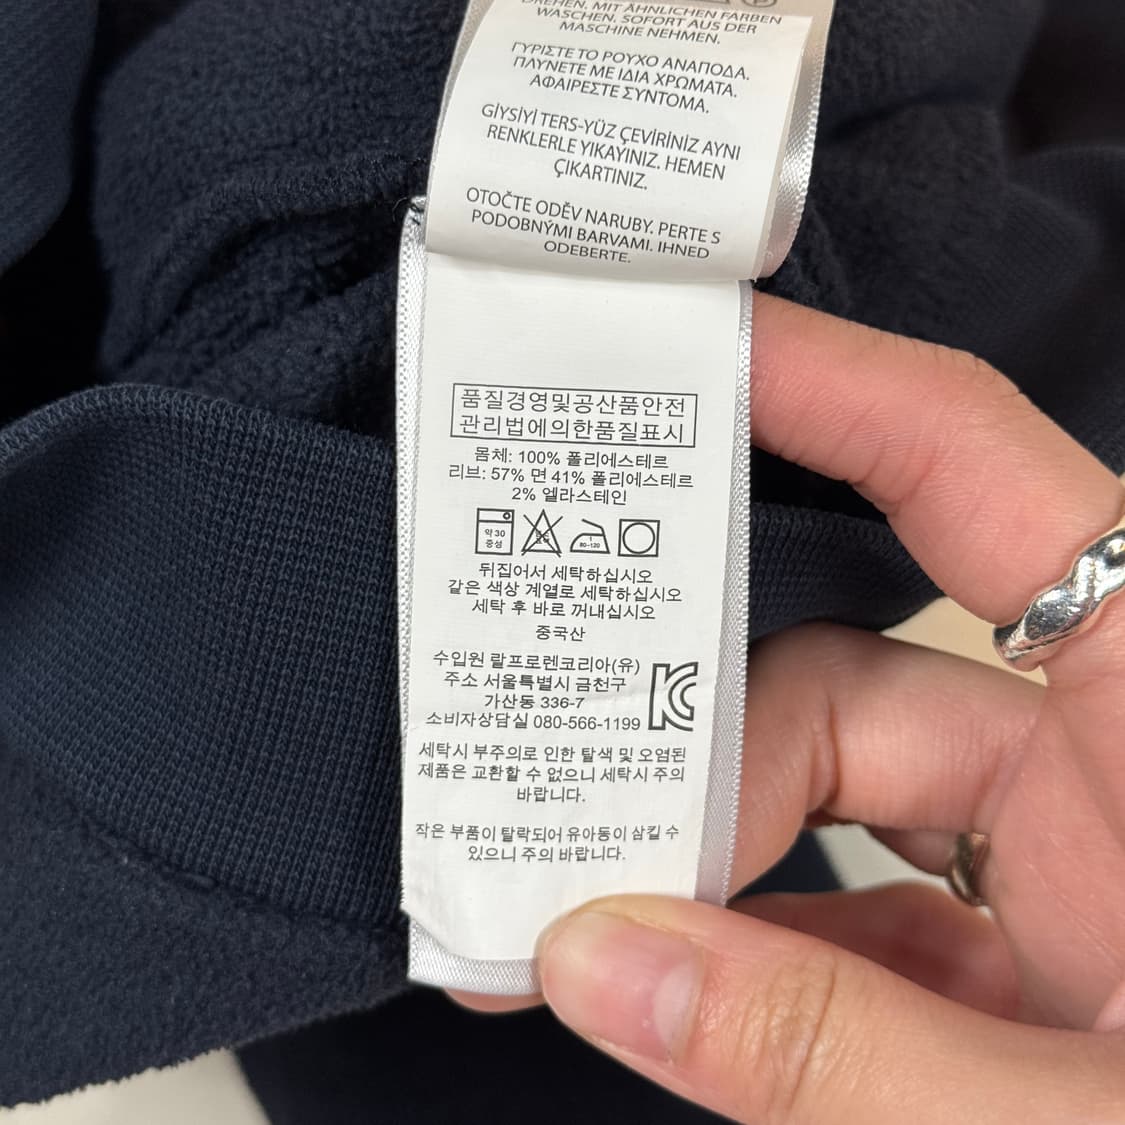 DREHEN. MIT ÄHNLICHEN FARBEN
WASCHEN. SOFORT AUS DER
MASCHINE NEHMEN.
ΓΥΡΙΣΤΕ ΤΟ ΡΟΥΧΟ ΑΝΑΠΟΔΑ.
ΠΛΥΝΕΤΕ ΜΕ ΙΔΙΑ ΧΡΩΜΑΤΑ.
ΑΦΑΙΡΕΣΤΕ ΣΥΝΤΟΜΑ.
GİYSİYİ TERS-YÜZ ÇEVİRİNİZ AYNI
RENKLERLE YIKAYINIZ. HEMEN
ÇIKARTINIZ.
OTOČTE ODĚV NARUBY. PERTE S
PODOBNÝMI BARVAMI. IHNED
ODEBERTE.
품질경영및공산품안전
관리법에의한품질표시
몸체: 100% 폴리에스테르
리브: 57% 면 41% 폴리에스테르
2% 엘라스테인
약 30
중성
80-120
뒤집어서 세탁하십시오
같은 색상 계열로 세탁하십시오
세탁 후 바로 꺼내십시오
중국산
수입원 랄프로렌코리아(유)
주소 서울특별시 금천구
가산동 336-7
소비자상담실 080-566-1199
세탁시 부주의로 인한 탈색 및 오염된
제품은 교환할 수 없으니 세탁시 주의
바랍니다.
작은 부품이 탈락되어 유아동이 삼킬 수
있으니 주의 바랍니다.